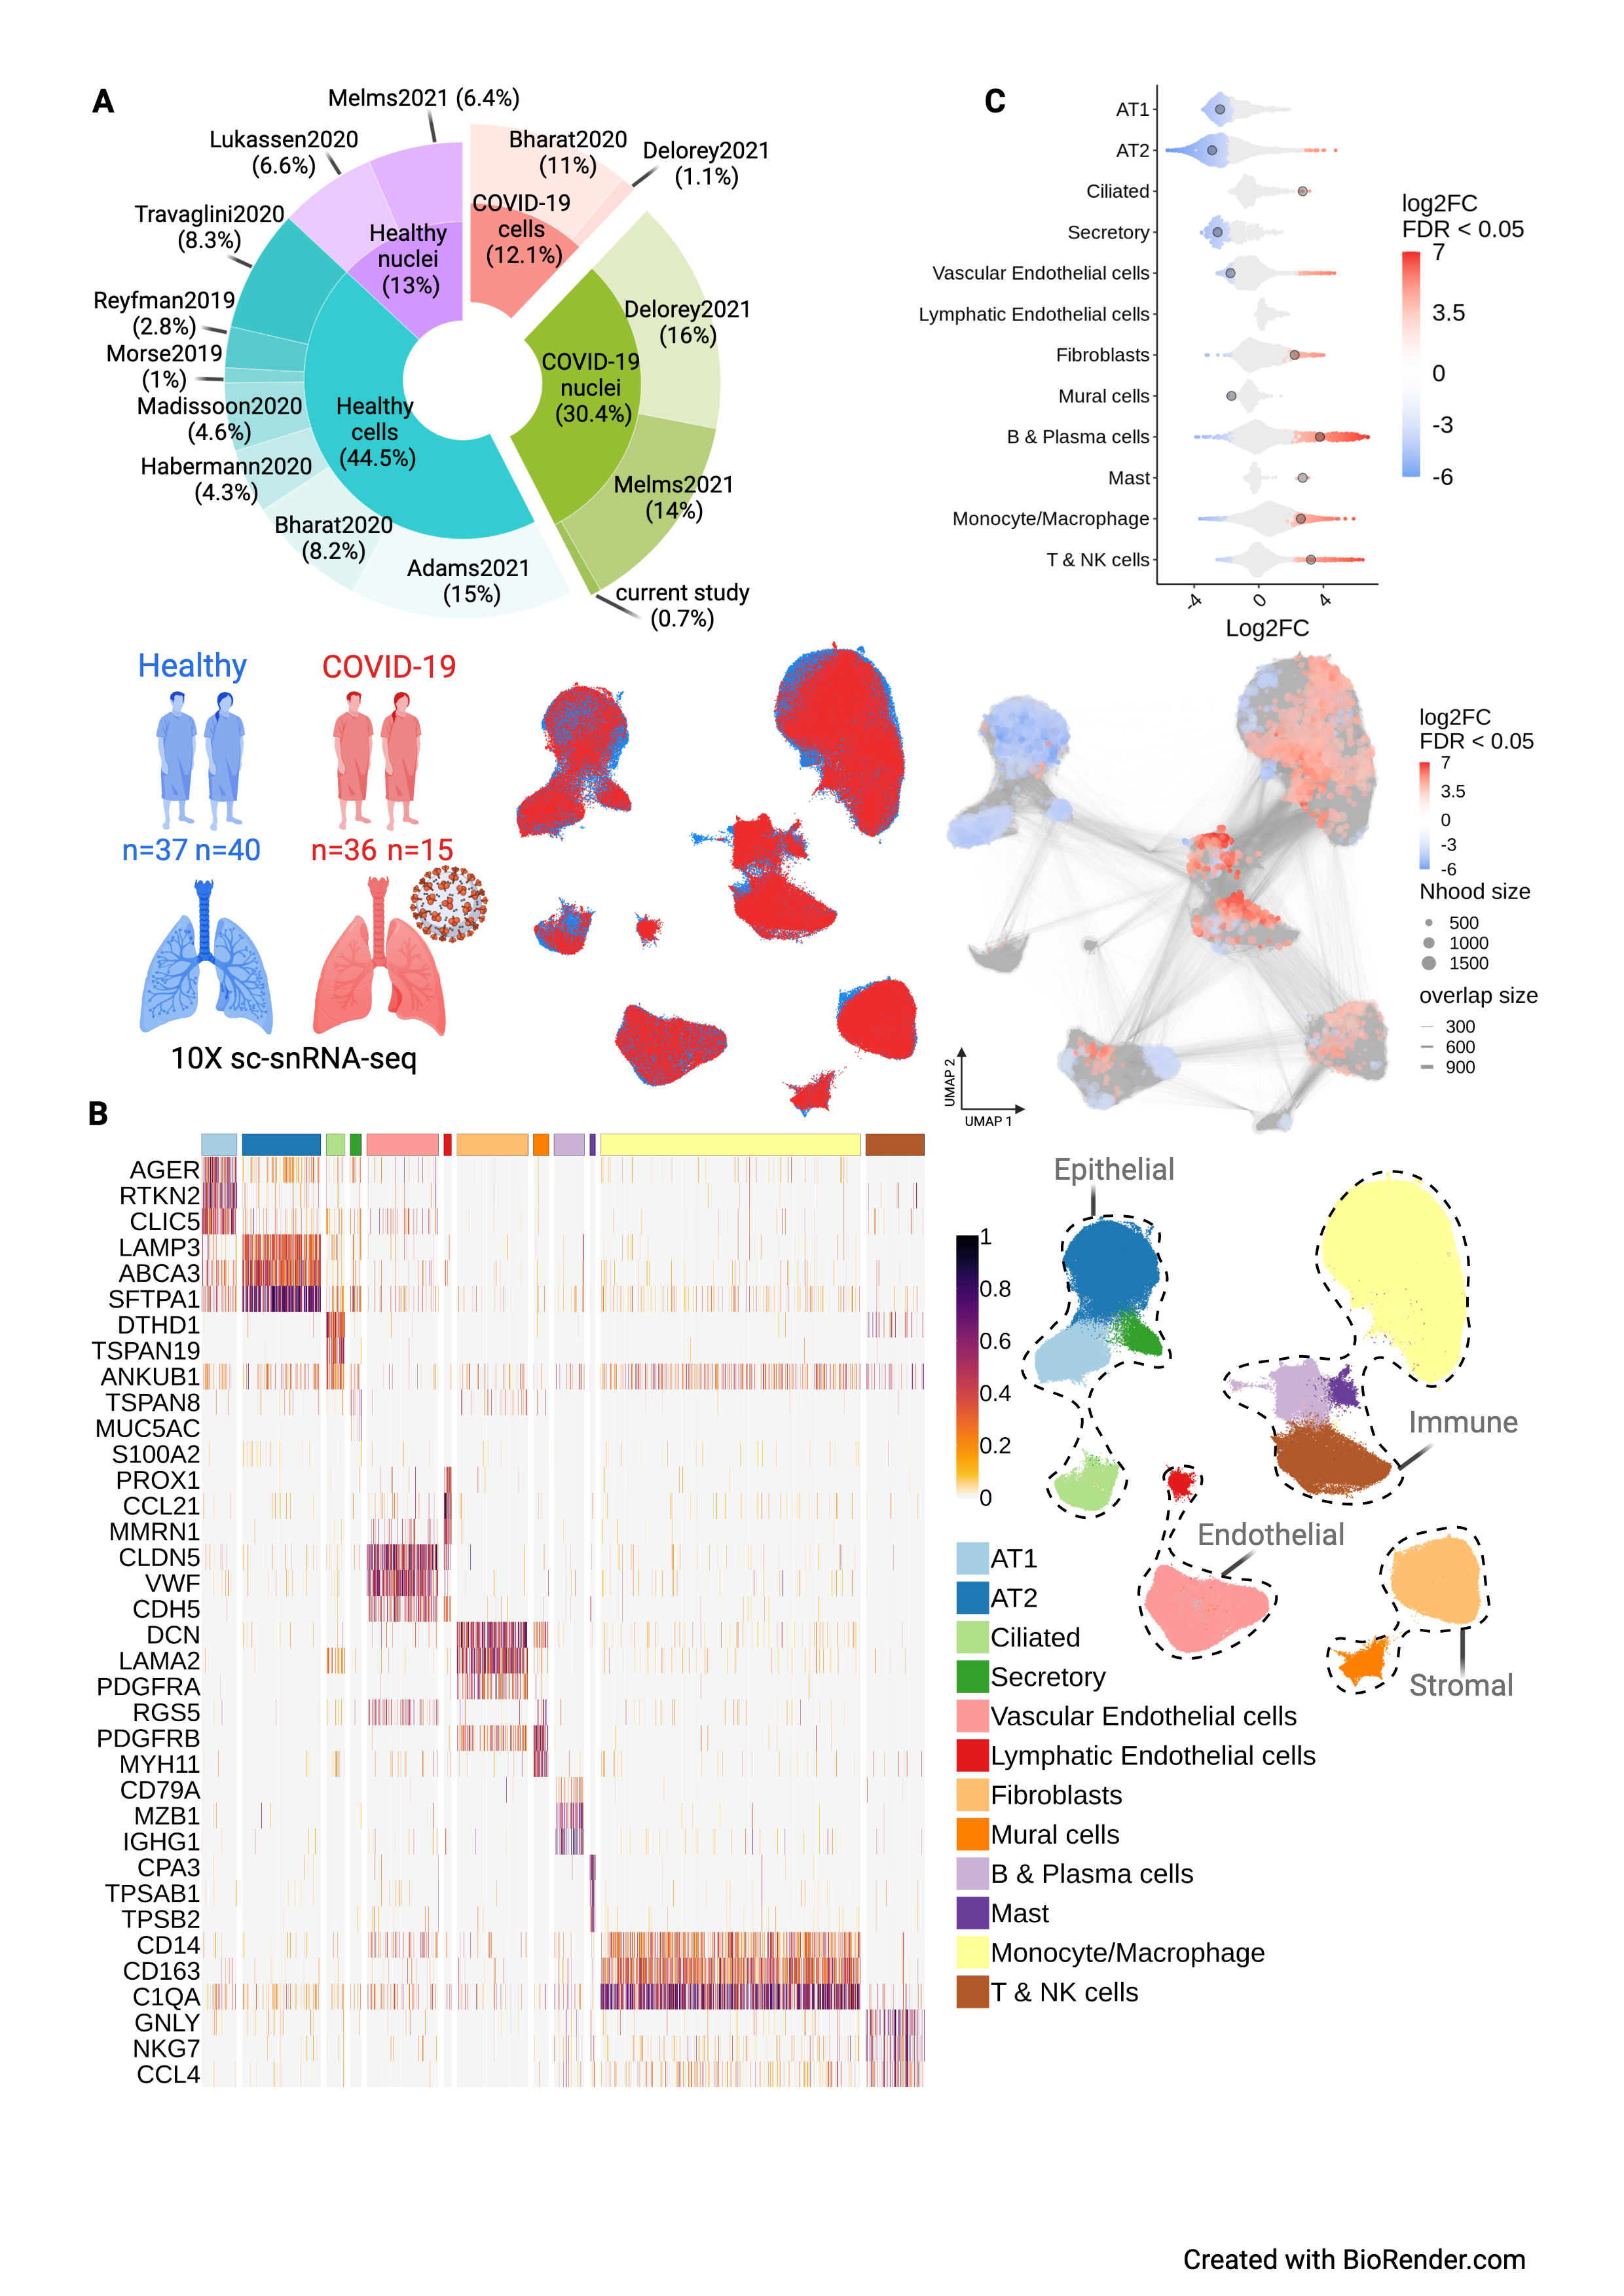 A
Melms2021 (6.4%)
Lukassen2020
(6.6%)
Travaglini2020
(8.3%)
Reyfman2019
(2.8%)
Morse2019
(1%)
Madissoon2020
(4.6%)
Habermann2020
(4.3%)
Bharat2020
(8.2%)
Adams2021
(15%)
Healthy
nuclei
(13%)
Healthy
cells
(44.5%)
Bharat2020
(11%)
Delorey2021
(1.1%)
COVID-19
cells
(12.1%)
Delorey2021
(16%)
COVID-19
nuclei
(30.4%)
Melms2021
(14%)
current study
(0.7%)
Healthy
COVID-19
n=37 n=40
n=36 n=15
10X sc-snRNA-seq
C
AT1
AT2
Ciliated
Secretory
Vascular Endothelial cells
Lymphatic Endothelial cells
Fibroblasts
Mural cells
B & Plasma cells
Mast
Monocyte/Macrophage
T & NK cells
-4
0
4
Log2FC
log2FC
FDR < 0.05
7
3.5
0
-3
-6
log2FC
FDR < 0.05
7
3.5
0
-3
-6
Nhood size
500
1000
1500
overlap size
300
600
900
UMAP 2
UMAP 1
B
AGER
RTKN2
CLIC5
LAMP3
ABCA3
SFTPA1
DTHD1
TSPAN19
ANKUB1
TSPAN8
MUC5AC
S100A2
PROX1
CCL21
MMRN1
CLDN5
VWF
CDH5
DCN
LAMA2
PDGFRA
RGS5
PDGFRB
MYH11
CD79A
MZB1
IGHG1
CPA3
TPSAB1
TPSB2
CD14
CD163
C1QA
GNLY
NKG7
CCL4
1
0.8
0.6
0.4
0.2
0
Epithelial
Immune
Endothelial
Stromal
AT1
AT2
Ciliated
Secretory
Vascular Endothelial cells
Lymphatic Endothelial cells
Fibroblasts
Mural cells
B & Plasma cells
Mast
Monocyte/Macrophage
T & NK cells
Created with BioRender.com